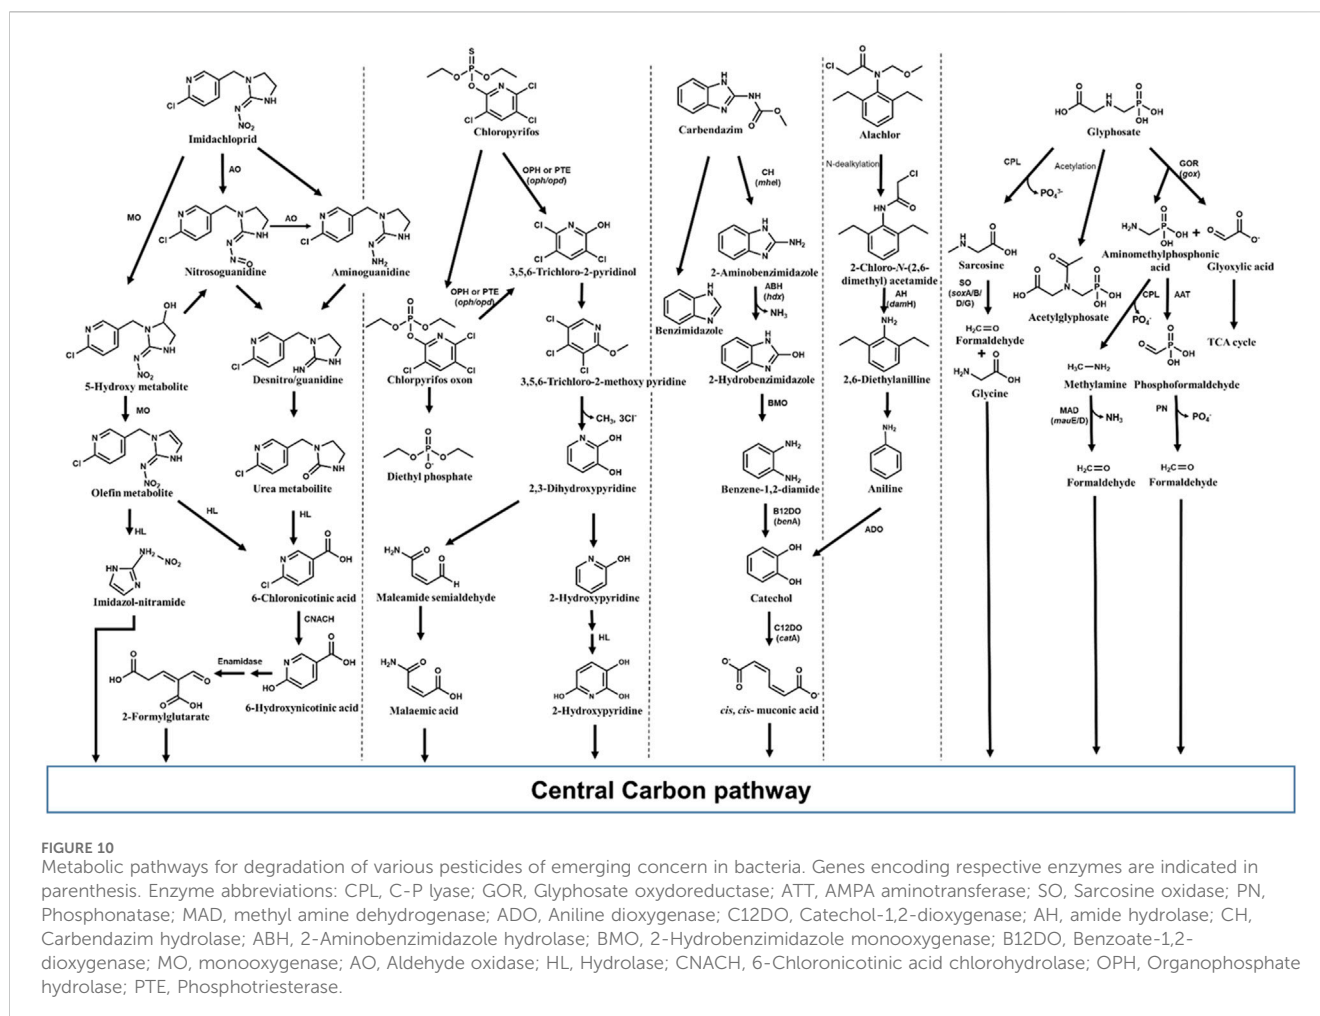 Imidachloprid
Chloropyrifos
Carbendazim
Alachlor
Glyphosate
MO
AO
AO
Nitrosoguanidine
Aminoguanidine
5-Hydroxy metabolite
Desnitro/guanidine
MO
Olefin metabolite
Urea metaboilite
HL
HL
HL
Imidazol-nitramide
6-Chloronicotinic acid
CNACH
Enamidase
2-Formylglutarate
6-Hydroxynicotinic acid
OPH or PTE
(oph/opd)
3,5,6-Trichloro-2-pyridinol
OPH or PTE
(oph/opd)
Chlorpyrifos oxon
3,5,6-Trichloro-2-methoxy pyridine
CH3, 3Cl-
Diethyl phosphate
2,3-Dihydroxypyridine
Maleamide semialdehyde
2-Hydroxypyridine
HL
Malaemic acid
2-Hydroxypyridine
CH
(mheI)
2-Aminobenzimidazole
ABH
(hdx)
NH3
Benzimidazole
2-Hydrobenzimidazole
BMO
Benzene-1,2-diamide
B12DO
(benA)
Catechol
C12DO
(catA)
cis, cis- muconic acid
N-dealkylation
2-Chloro-N-(2,6-
dimethyl) acetamide
AH
(damH)
2,6-Diethylanilline
Aniline
ADO
CPL
PO43-
Acetylation
GOR
(gox)
Sarcosine
SO
(soxA/B/
D/G)
Formaldehyde
+
Glycine
Acetylglyphosate
Aminomethylphosphonic
acid
+
Glyoxylic acid
CPL
PO4-
AAT
TCA cycle
Methylamine
Phosphoformaldehyde
MAD
(mauE/D)
NH3
PN
PO4-
Formaldehyde
Formaldehyde
Central Carbon pathway
FIGURE 10
Metabolic pathways for degradation of various pesticides of emerging concern in bacteria. Genes encoding respective enzymes are indicated in
parenthesis. Enzyme abbreviations: CPL, C-P lyase; GOR, Glyphosate oxydoreductase; ATT, AMPA aminotransferase; SO, Sarcosine oxidase; PN,
Phosphonatase; MAD, methyl amine dehydrogenase; ADO, Aniline dioxygenase; C12DO, Catechol-1,2-dioxygenase; AH, amide hydrolase; CH,
Carbendazim hydrolase; ABH, 2-Aminobenzimidazole hydrolase; BMO, 2-Hydrobenzimidazole monooxygenase; B12DO, Benzoate-1,2-
dioxygenase; MO, monooxygenase; AO, Aldehyde oxidase; HL, Hydrolase; CNACH, 6-Chloronicotinic acid chlorohydrolase; OPH, Organophosphate
hydrolase; PTE, Phosphotriesterase.